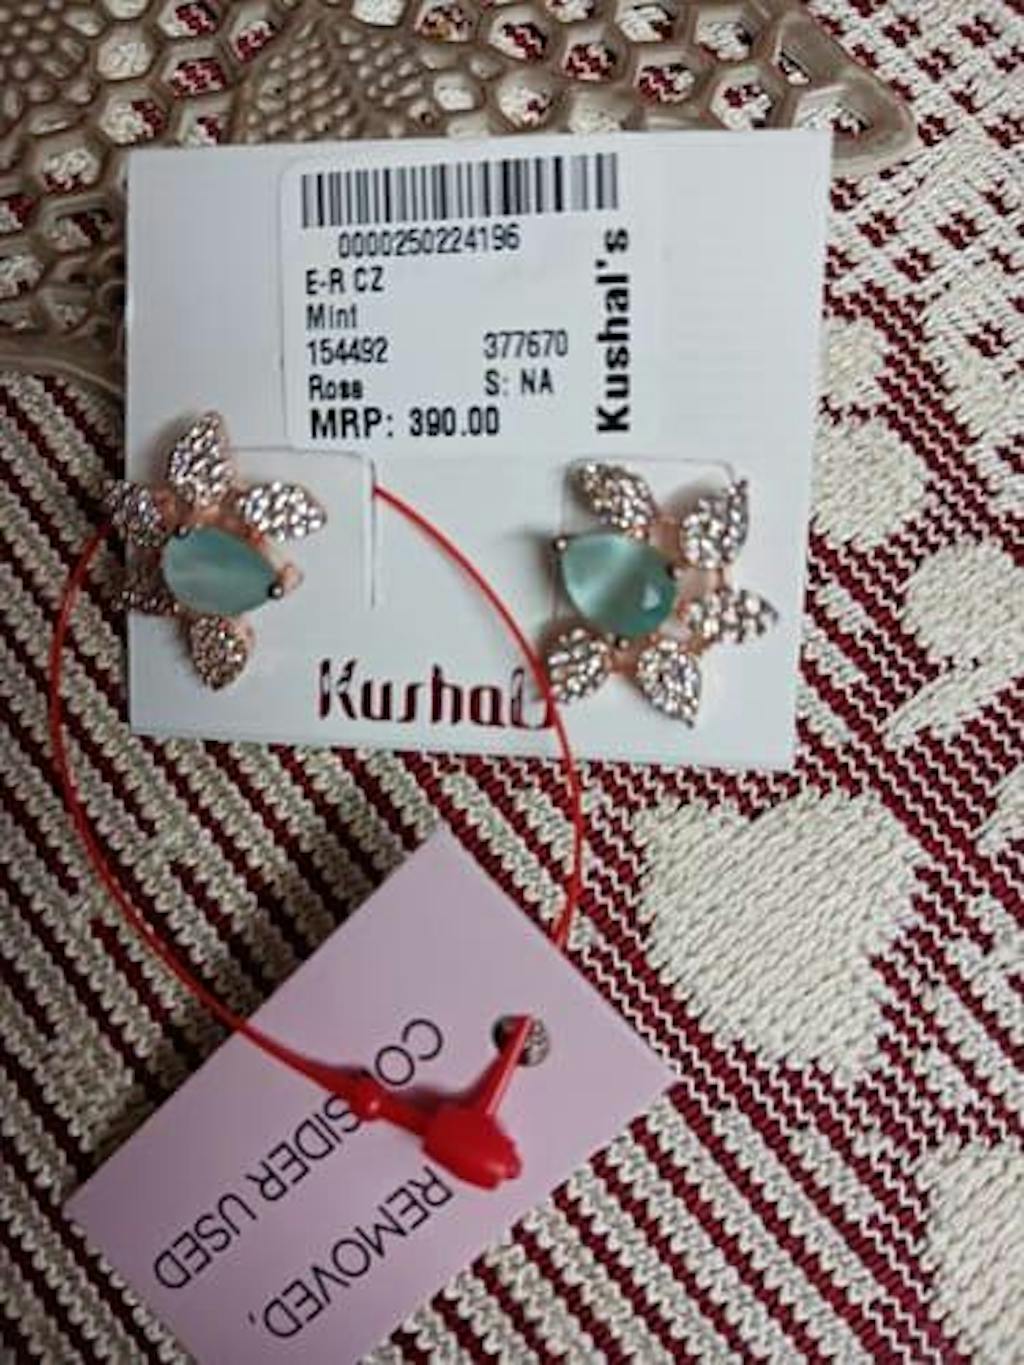 0000250224196
E-R CZ
Mint
154492 377670
Rose S: NA
MRP: 390.00
Kushal's
Kushal's
REMOVED,
CONSIDER USED